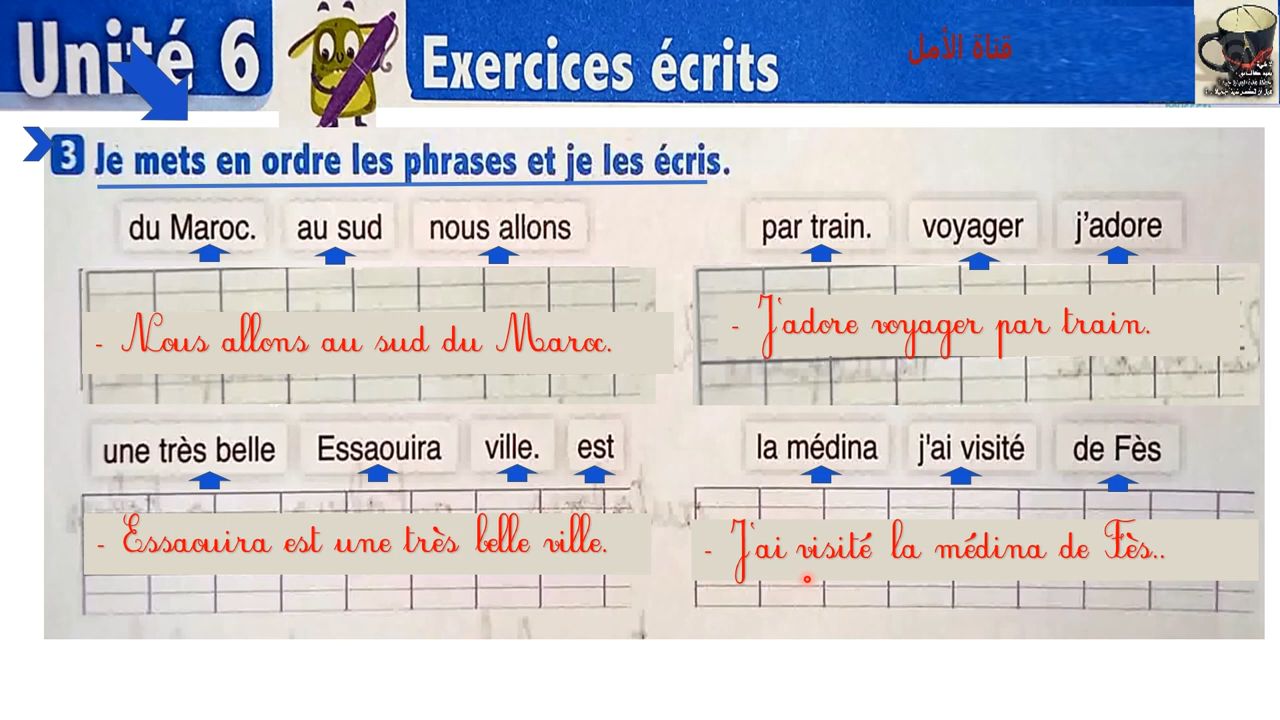 Unité 6
Exercices écrits
قناة الأمل
3 Je mets en ordre les phrases et je les écris.
du Maroc. au sud nous allons
- Nous allons au sud du Maroc.
par train. voyager j'adore
- J'adore voyager par train.
une très belle Essaouira ville. est
- Essaouira est une très belle ville.
la médina j'ai visité de Fès
- J'ai visité la médina de Fès..